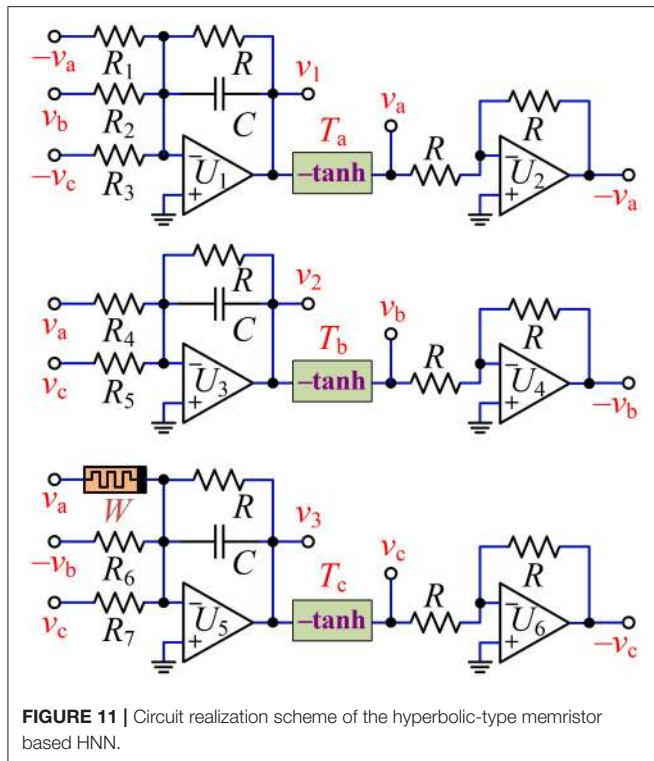 −va R1 R v1
vb R2 C Ta va R
−vc R3 − + U1 −tanh R − + U2 −va
R v2
va R4 C Tb vb R
vc R5 − + U3 −tanh R − + U4 −vb
va W R v3
−vb R6 C Tc vc R
vc R7 − + U5 −tanh R − + U6 −vc
FIGURE 11 | Circuit realization scheme of the hyperbolic-type memristor
based HNN.